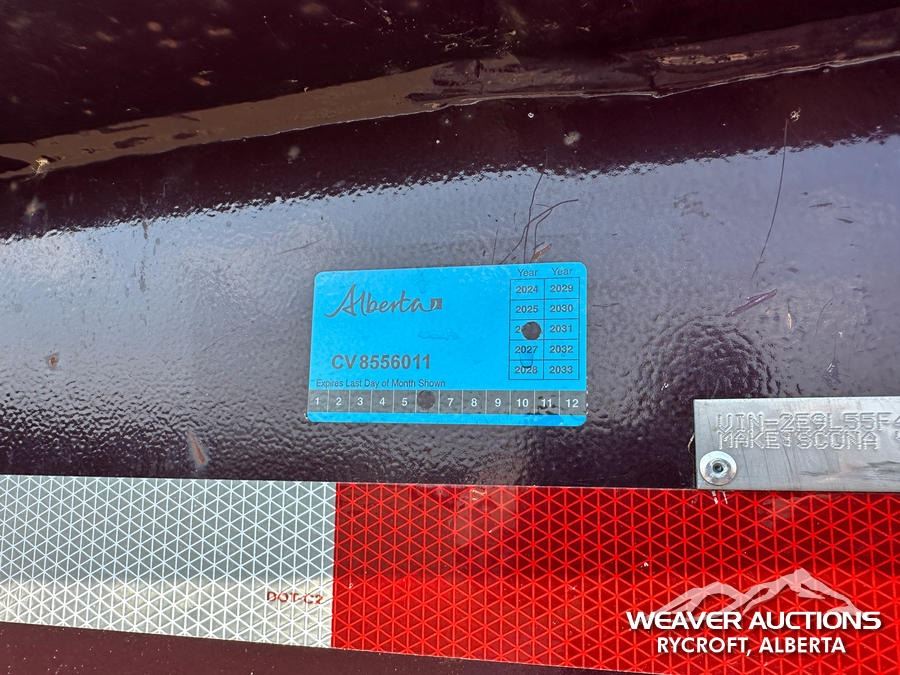 Alberta
Year Year
2024 2029
2025 2030
2031
2027 2032
2028 2033
CV 8556011
Expires Last Day of Month Shown
1 2 3 4 5 7 8 9 10 11 12
VIN=2E9L55F4
MAKE:SCONA
DOT-C2
WEAVER AUCTIONS
RYCROFT, ALBERTA